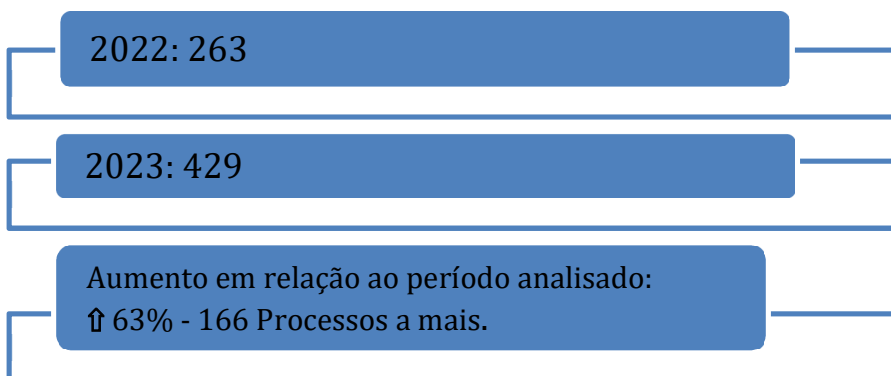 2022: 263
2023: 429
Aumento em relação ao período analisado:
⇧ 63% - 166 Processos a mais.